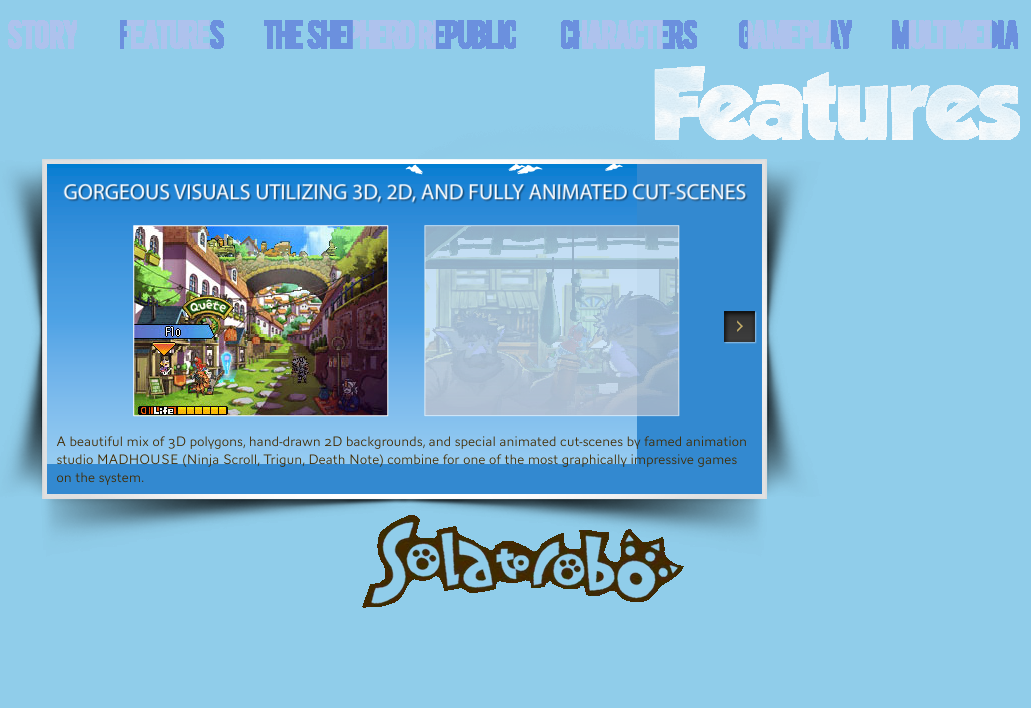 STORY FEATURES THE SHEPHERD REPUBLIC CHARACTERS GAMEPLAY MULTIMEDIA
Features
GORGEOUS VISUALS UTILIZING 3D, 2D, AND FULLY ANIMATED CUT-SCENES
Quête
Flo
Life
A beautiful mix of 3D polygons, hand-drawn 2D backgrounds, and special animated cut-scenes by famed animation
studio MADHOUSE (Ninja Scroll, Trigun, Death Note) combine for one of the most graphically impressive games
on the system.
Solatorobo